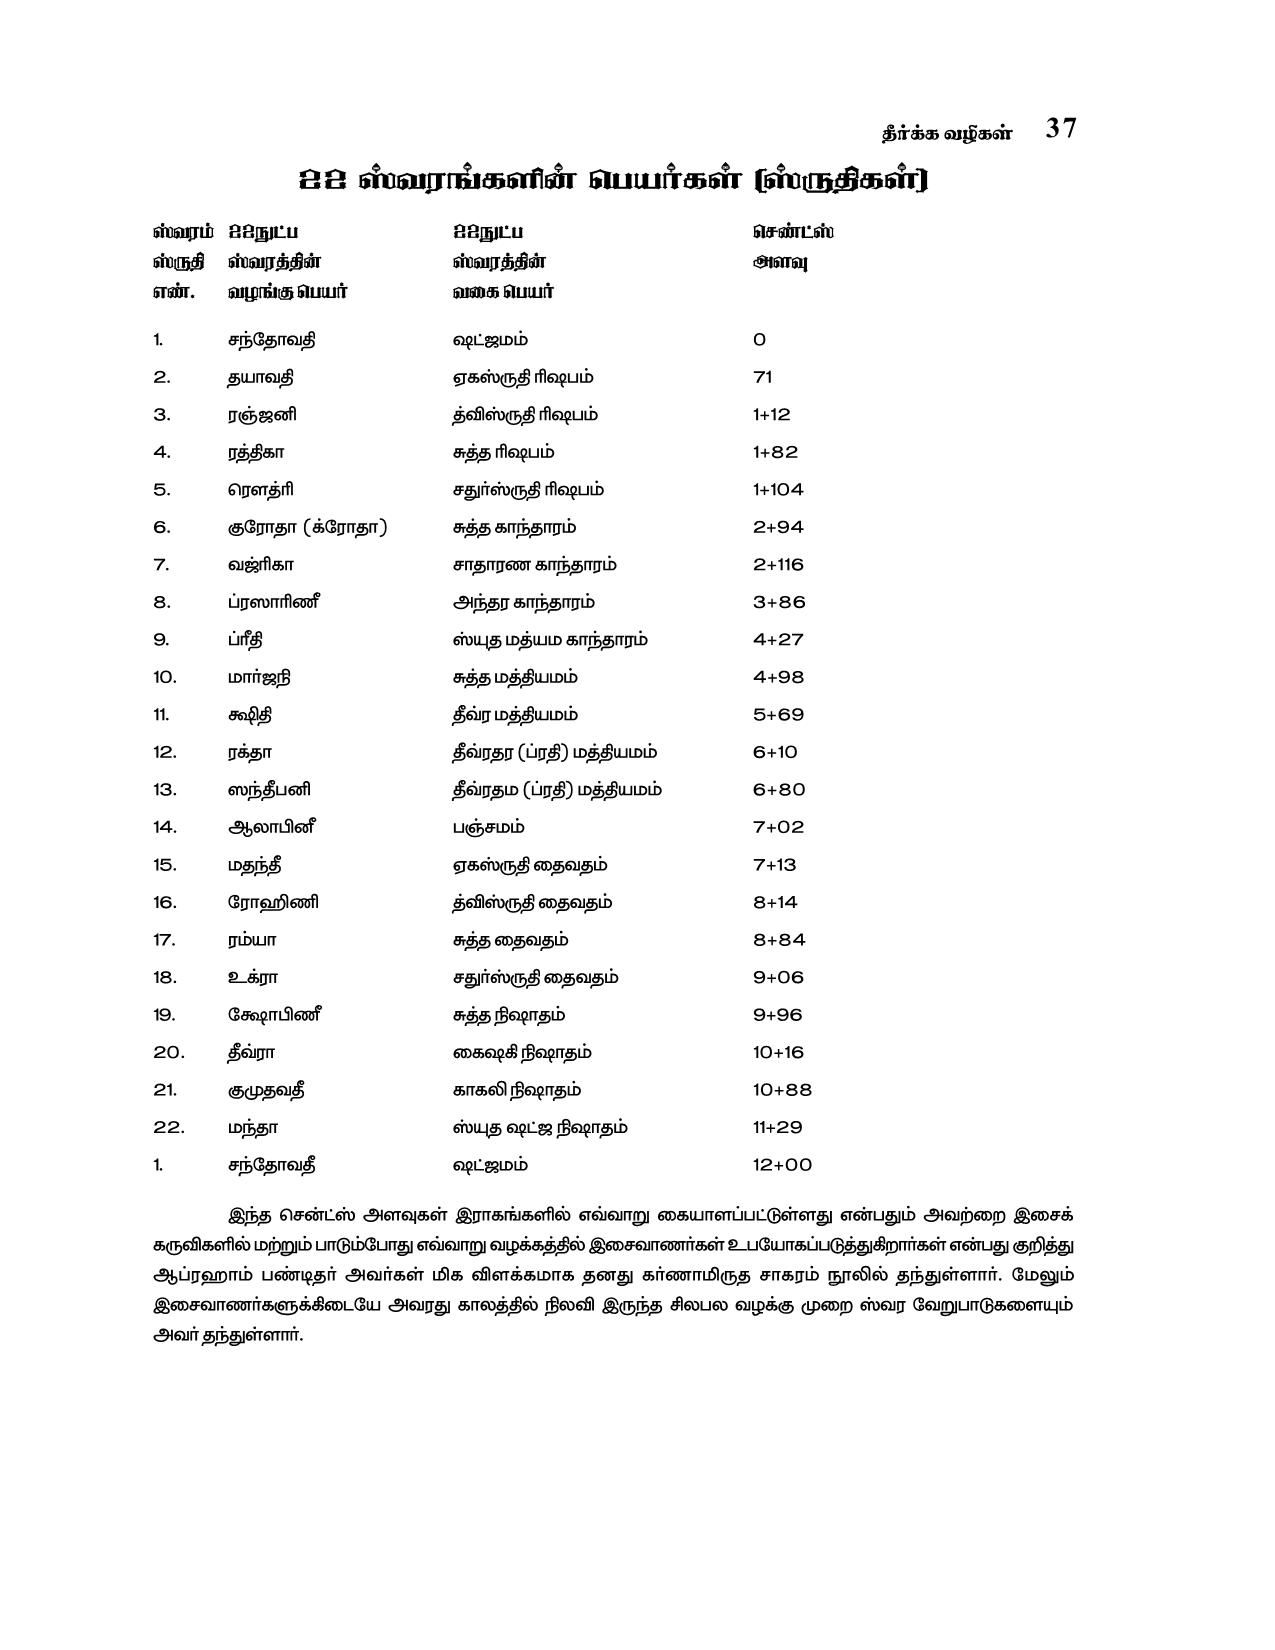 தீர்க்க வழிகள் 37
22 ஸ்வரங்களின் பெயர்கள் (ஸ்ருதிகள்)
ஸ்வரம் 22நுட்ப 22நுட்ப செண்ட்ஸ்
ஸ்ருதி ஸ்வரத்தின் ஸ்வரத்தின் அளவு
எண். வழங்கு பெயர் வகை பெயர்
1. சந்தோவதி ஷட்ஜமம் 0
2. தயாவதி ஏகஸ்ருதி ரிஷபம் 71
3. ரஞ்ஜனி த்விஸ்ருதி ரிஷபம் 1+12
4. ரத்திகா சுத்த ரிஷபம் 1+82
5. ரௌத்ரி சதுர்ஸ்ருதி ரிஷபம் 1+104
6. குரோதா (க்ரோதா) சுத்த காந்தாரம் 2+94
7. வஜ்ரிகா சாதாரண காந்தாரம் 2+116
8. ப்ரஸாரிணீ அந்தர காந்தாரம் 3+86
9. ப்ரீதி ஸ்யுத மத்யம காந்தாரம் 4+27
10. மார்ஜநி சுத்த மத்தியமம் 4+98
11. க்ஷிதி தீவ்ர மத்தியமம் 5+69
12. ரக்தா தீவ்ரதர (ப்ரதி) மத்தியமம் 6+10
13. ஸந்தீபனி தீவ்ரதம (ப்ரதி) மத்தியமம் 6+80
14. ஆலாபினீ பஞ்சமம் 7+02
15. மதந்தீ ஏகஸ்ருதி தைவதம் 7+13
16. ரோஹிணி த்விஸ்ருதி தைவதம் 8+14
17. ரம்யா சுத்த தைவதம் 8+84
18. உக்ரா சதுர்ஸ்ருதி தைவதம் 9+06
19. க்ஷோபிணீ சுத்த நிஷாதம் 9+96
20. தீவ்ரா கைஷகி நிஷாதம் 10+16
21. குமுதவதீ காகலி நிஷாதம் 10+88
22. மந்தா ஸ்யுத ஷட்ஜ நிஷாதம் 11+29
1. சந்தோவதீ ஷட்ஜமம் 12+00
இந்த சென்ட்ஸ் அளவுகள் இராகங்களில் எவ்வாறு கையாளப்பட்டுள்ளது என்பதும் அவற்றை இசைக்
கருவிகளில் மற்றும் பாடும்போது எவ்வாறு வழக்கத்தில் இசைவாணர்கள் உபயோகப்படுத்துகிறார்கள் என்பது குறித்து
ஆப்ரஹாம் பண்டிதர் அவர்கள் மிக விளக்கமாக தனது கர்ணாமிருத சாகரம் நூலில் தந்துள்ளார். மேலும்
இசைவாணர்களுக்கிடையே அவரது காலத்தில் நிலவி இருந்த சிலபல வழக்கு முறை ஸ்வர வேறுபாடுகளையும்
அவர் தந்துள்ளார்.